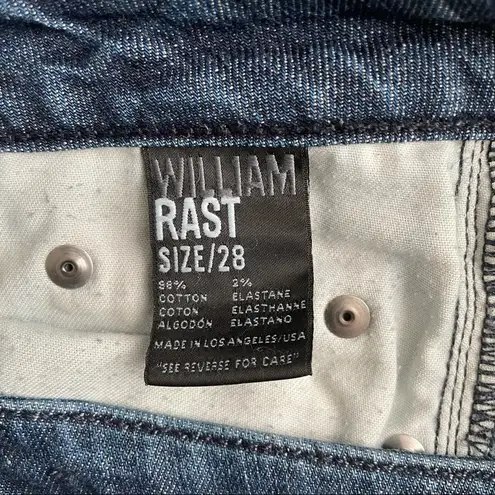 WILLIAM
RAST
SIZE/28
98% 2%
COTTON ELASTANE
COTON ELASTHANNE
ALGODÓN ELASTANO
MADE IN LOS ANGELES/USA
"SEE REVERSE FOR CARE"